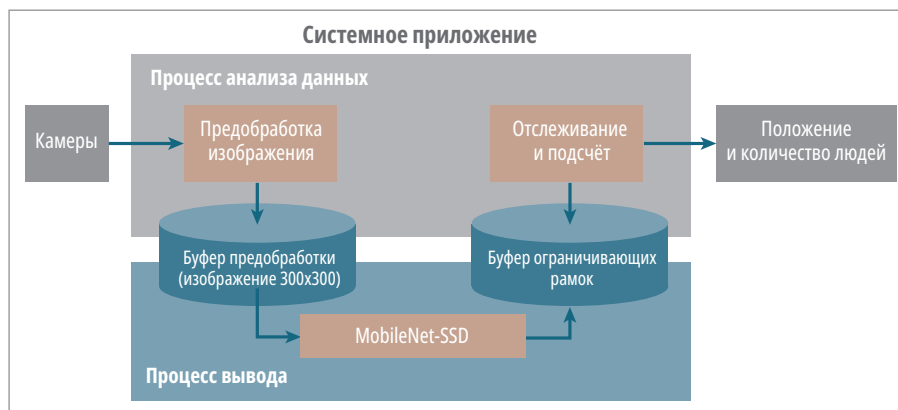 Системное приложение
Процесс анализа данных
Камеры
Предобработка
изображения
Отслеживание
и подсчёт
Положение
и количество людей
Буфер предобработки
(изображение 300x300)
Буфер ограничивающих
рамок
MobileNet-SSD
Процесс вывода